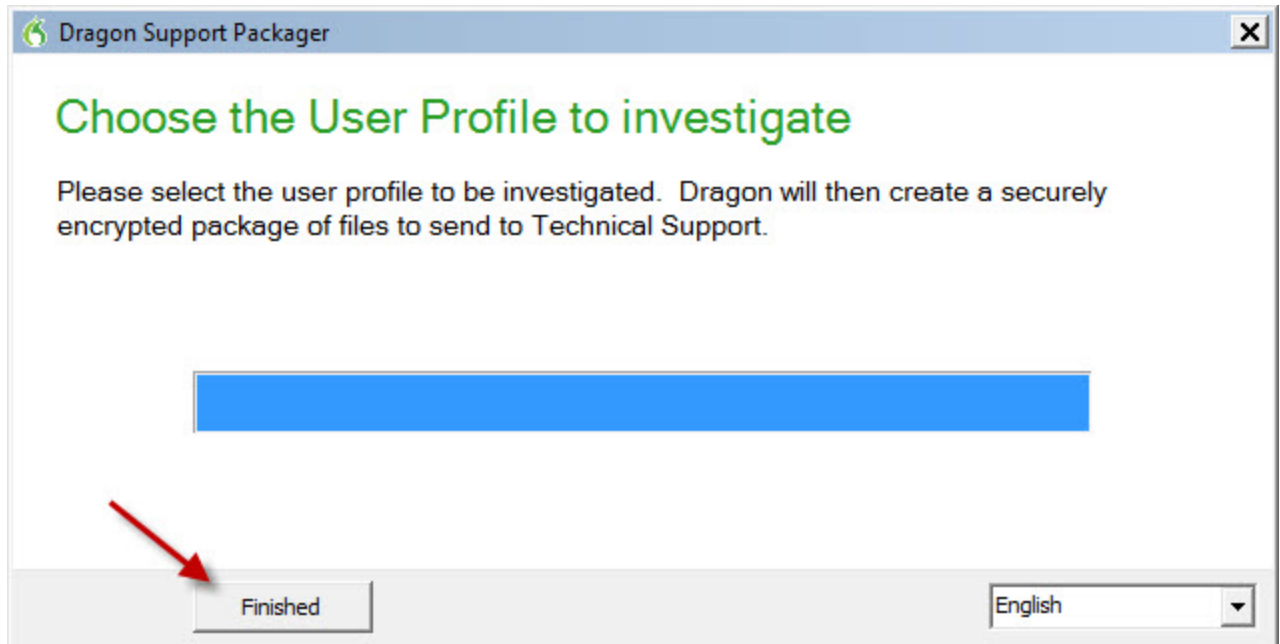 Dragon Support Packager
Choose the User Profile to investigate
Please select the user profile to be investigated.  Dragon will then create a securely
encrypted package of files to send to Technical Support.
Finished
English